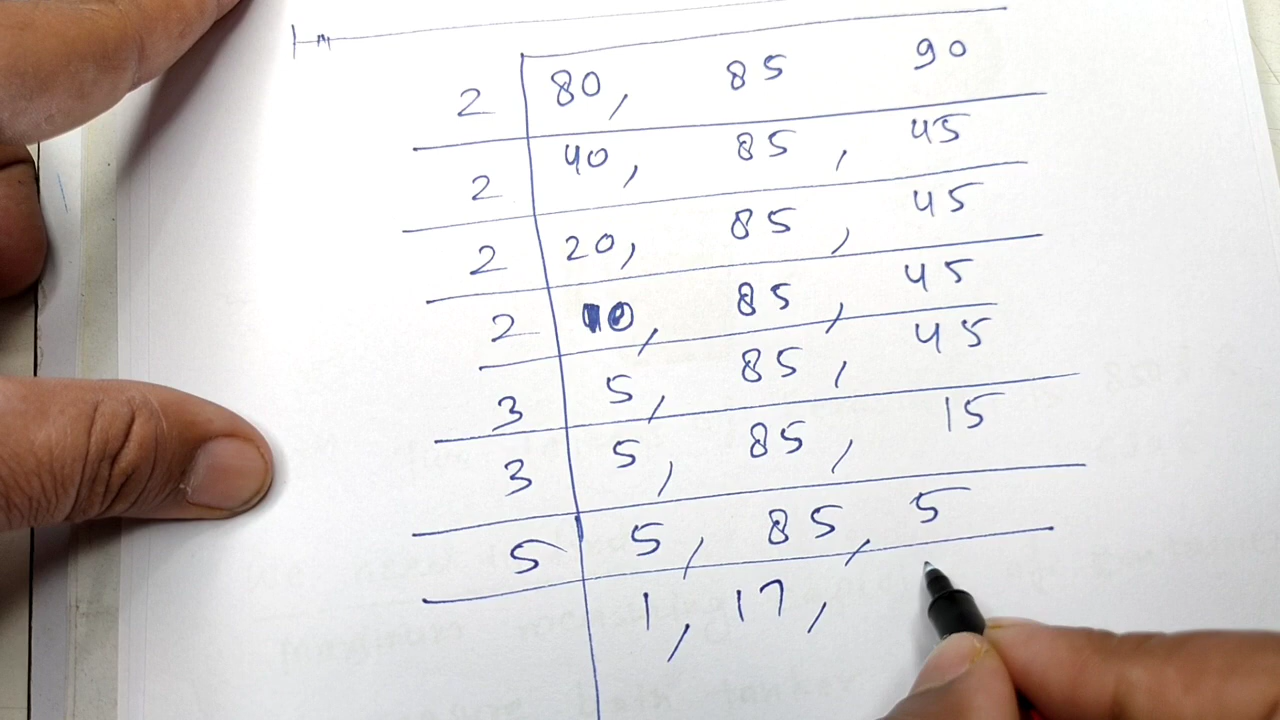 2 80, 85 90
2 40, 85, 45
2 20, 85, 45
2 10, 85, 45
3 5, 85, 45
3 5, 85, 15
5 5, 85, 5
1, 17,